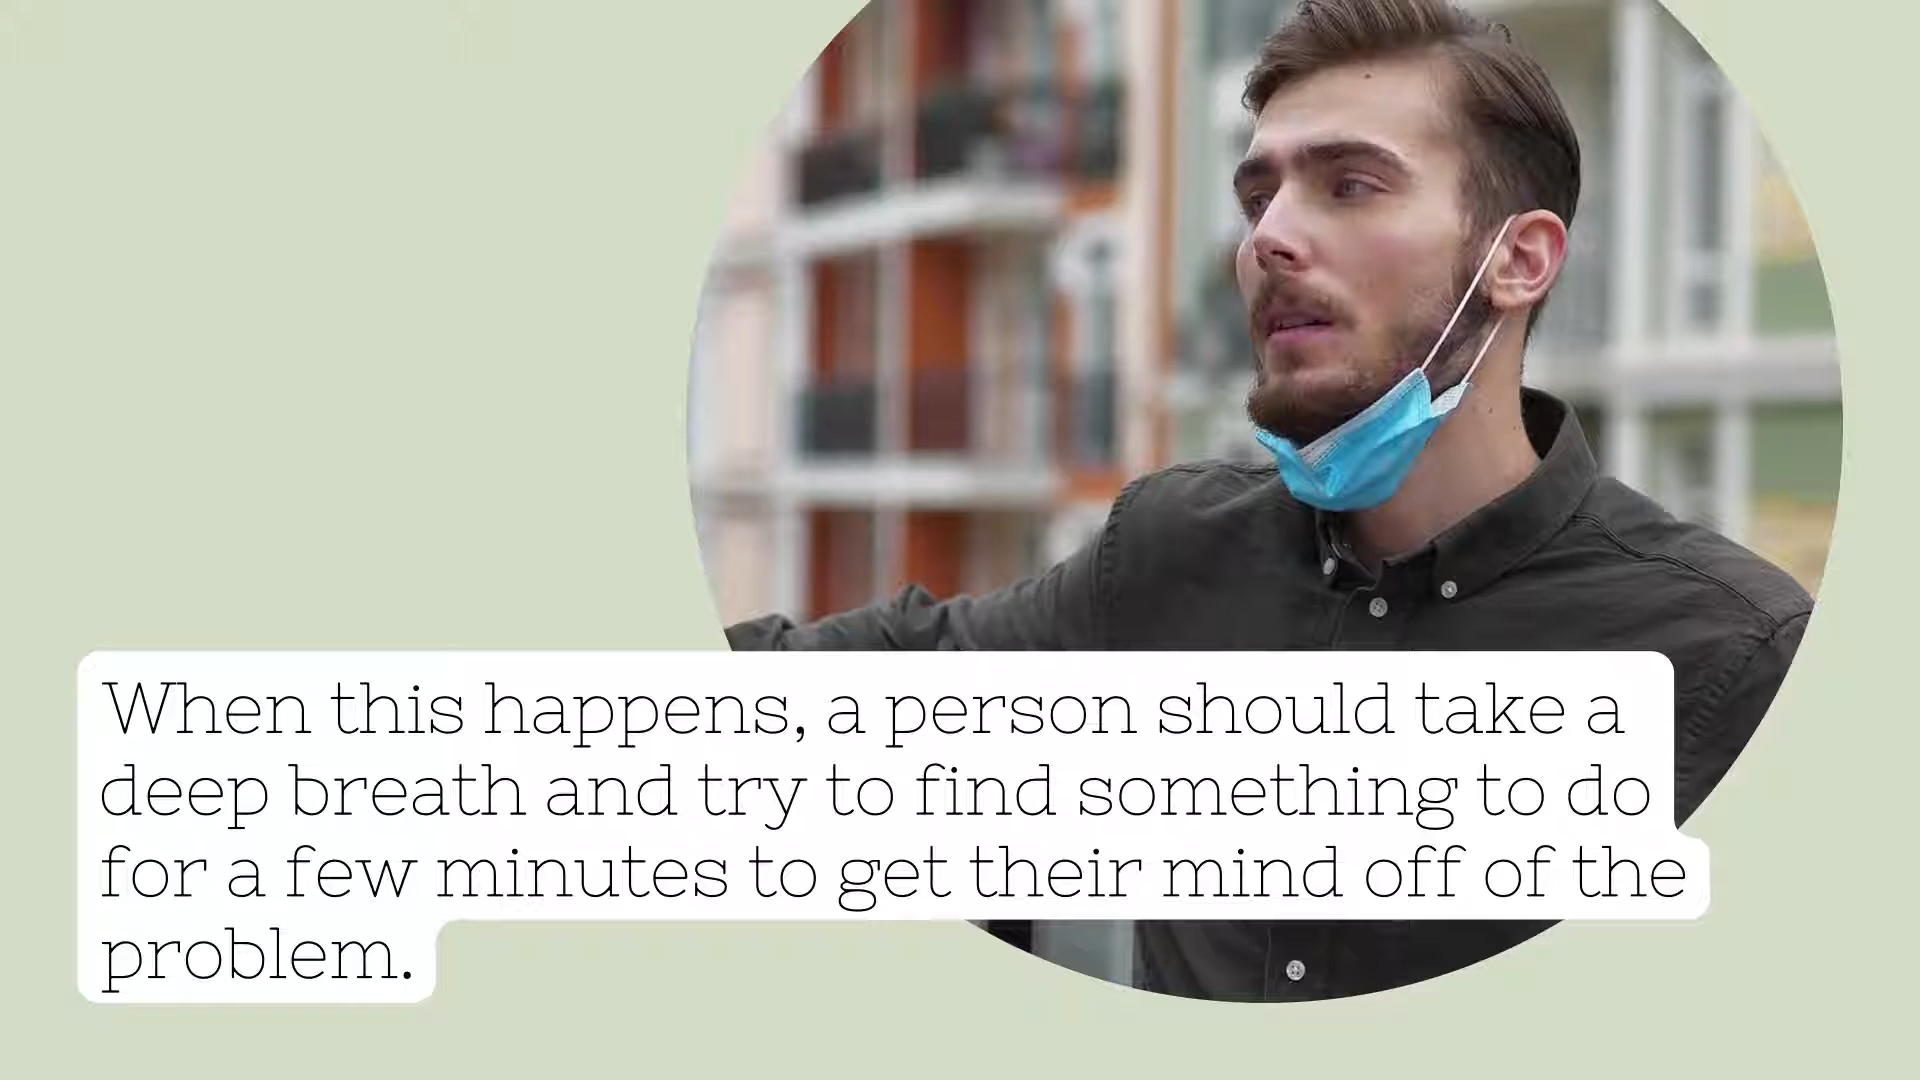 When this happens, a person should take a
deep breath and try to find something to do
for a few minutes to get their mind off of the
problem.